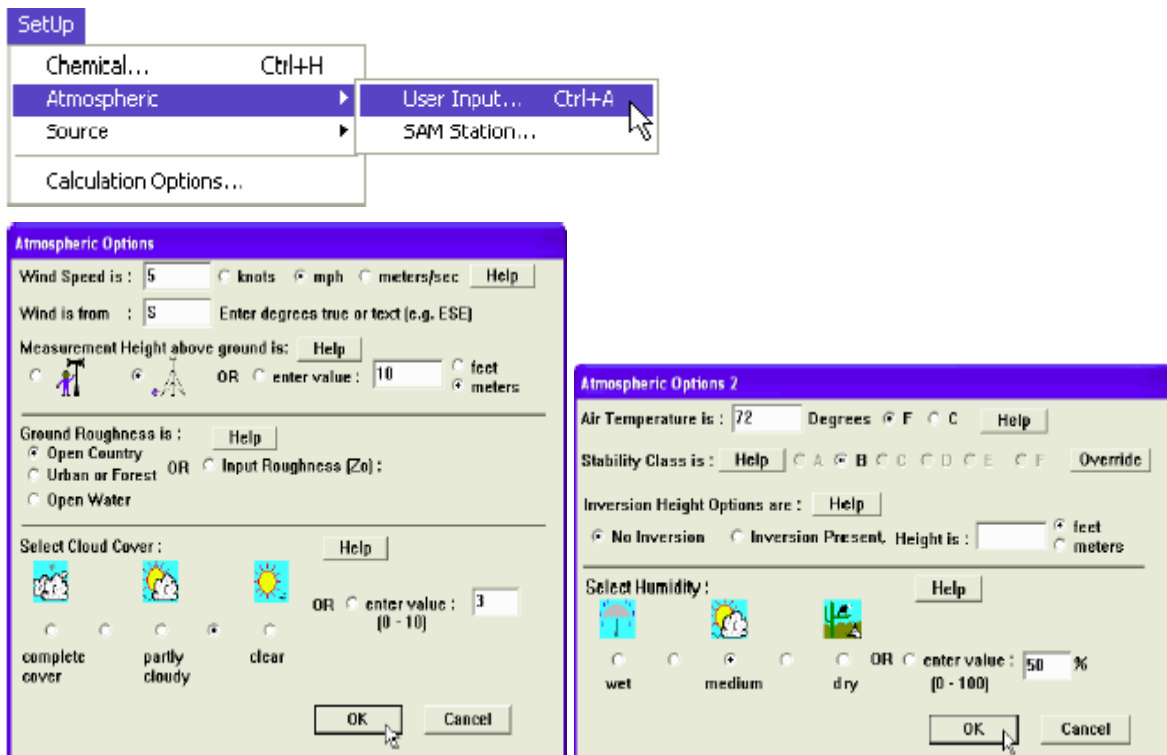 SetUp
Chemical... Ctrl+H
Atmospheric
User Input... Ctrl+A
Source
SAM Station...
Calculation Options...
Atmospheric Options
Wind Speed is : 5 knots mph meters/sec Help
Wind is from : S Enter degrees true or text (e.g. ESE)
Measurement Height above ground is: Help
OR enter value : 10 feet
meters
Ground Roughness is : Help
Open Country
Urban or Forest OR Input Roughness (Zo) :
Open Water
Select Cloud Cover : Help
OR enter value : 3
(0 - 10)
complete cover
partly cloudy
clear
OK Cancel
Atmospheric Options 2
Air Temperature is : 72 Degrees F C Help
Stability Class is : Help A B C D E F Override
Inversion Height Options are : Help
No Inversion Inversion Present, Height is : feet
meters
Select Humidity : Help
OR enter value : 50 %
wet medium dry (0 - 100)
OK Cancel